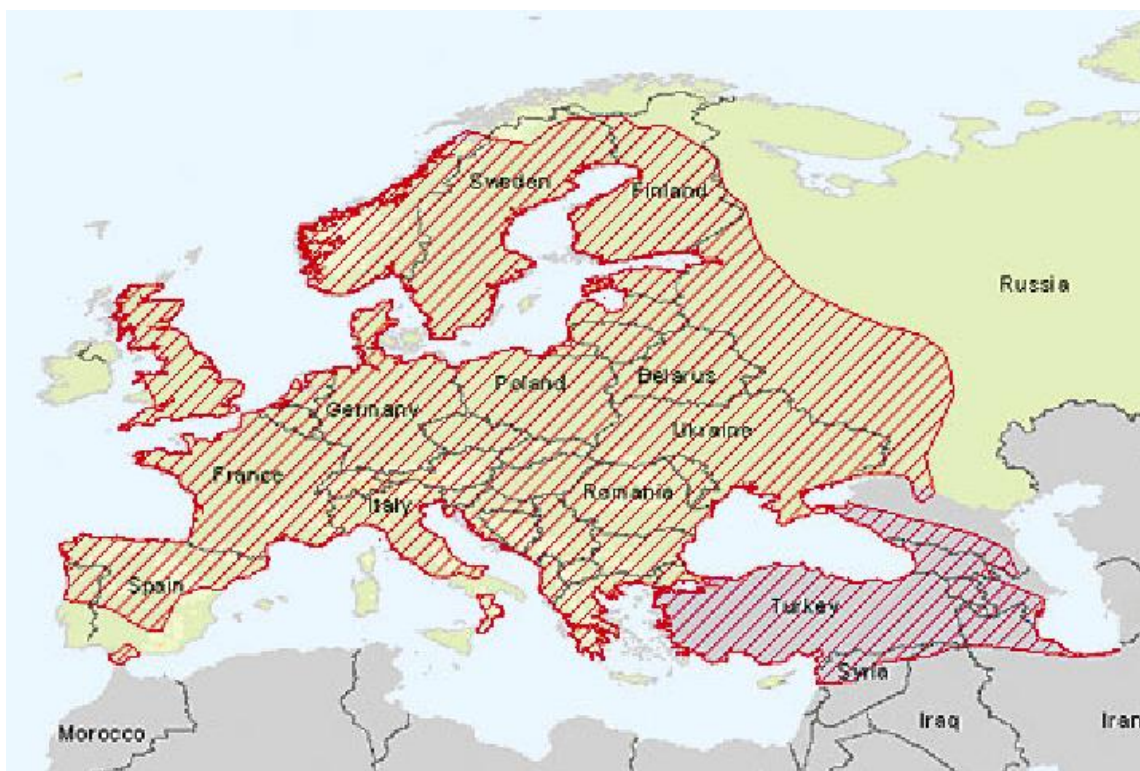 Sweden
Finland
Russia
Poland
Belarus
Germany
Ukraine
France
Romania
Italy
Spain
Turkey
Syria
Morocco
Iraq
Iran